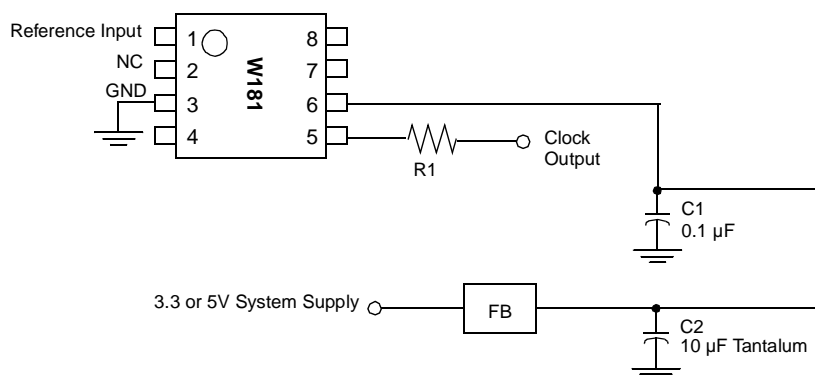 Reference Input
1
8
NC
2
7
GND
3
6
4
5
W181
R1
Clock
Output
C1
0.1 µF
3.3 or 5V System Supply
FB
C2
10 µF Tantalum